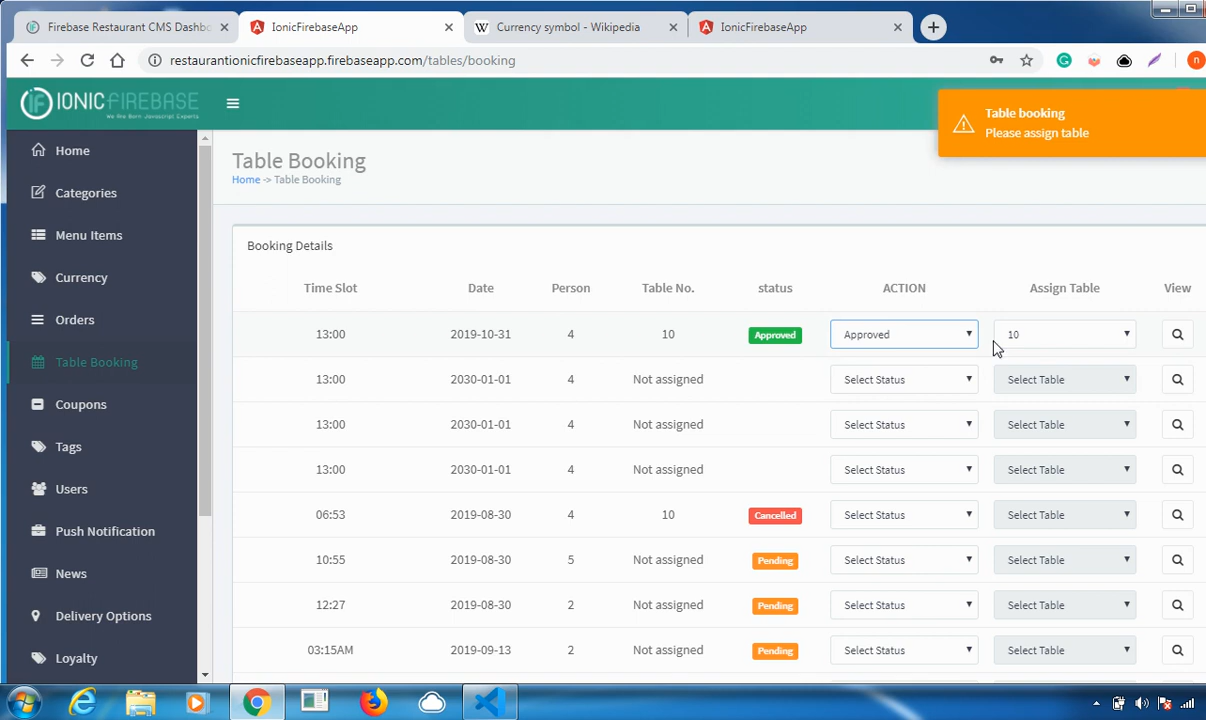 Firebase Restaurant CMS Dashbo
IonicFirebaseApp
Currency symbol - Wikipedia
IonicFirebaseApp
restaurantionicfirebaseapp.firebaseapp.com/tables/booking
IONICFIREBASE
We Are Born Javascript Experts
Table booking
Please assign table
Home
Categories
Menu Items
Currency
Orders
Table Booking
Coupons
Tags
Users
Push Notification
News
Delivery Options
Loyalty
Table Booking
Home -> Table Booking
Booking Details
Time Slot Date Person Table No. status ACTION Assign Table View
13:00 2019-10-31 4 10 Approved Approved 10
13:00 2030-01-01 4 Not assigned Select Status Select Table
13:00 2030-01-01 4 Not assigned Select Status Select Table
13:00 2030-01-01 4 Not assigned Select Status Select Table
06:53 2019-08-30 4 10 Cancelled Select Status Select Table
10:55 2019-08-30 5 Not assigned Pending Select Status Select Table
12:27 2019-08-30 2 Not assigned Pending Select Status Select Table
03:15AM 2019-09-13 2 Not assigned Pending Select Status Select Table